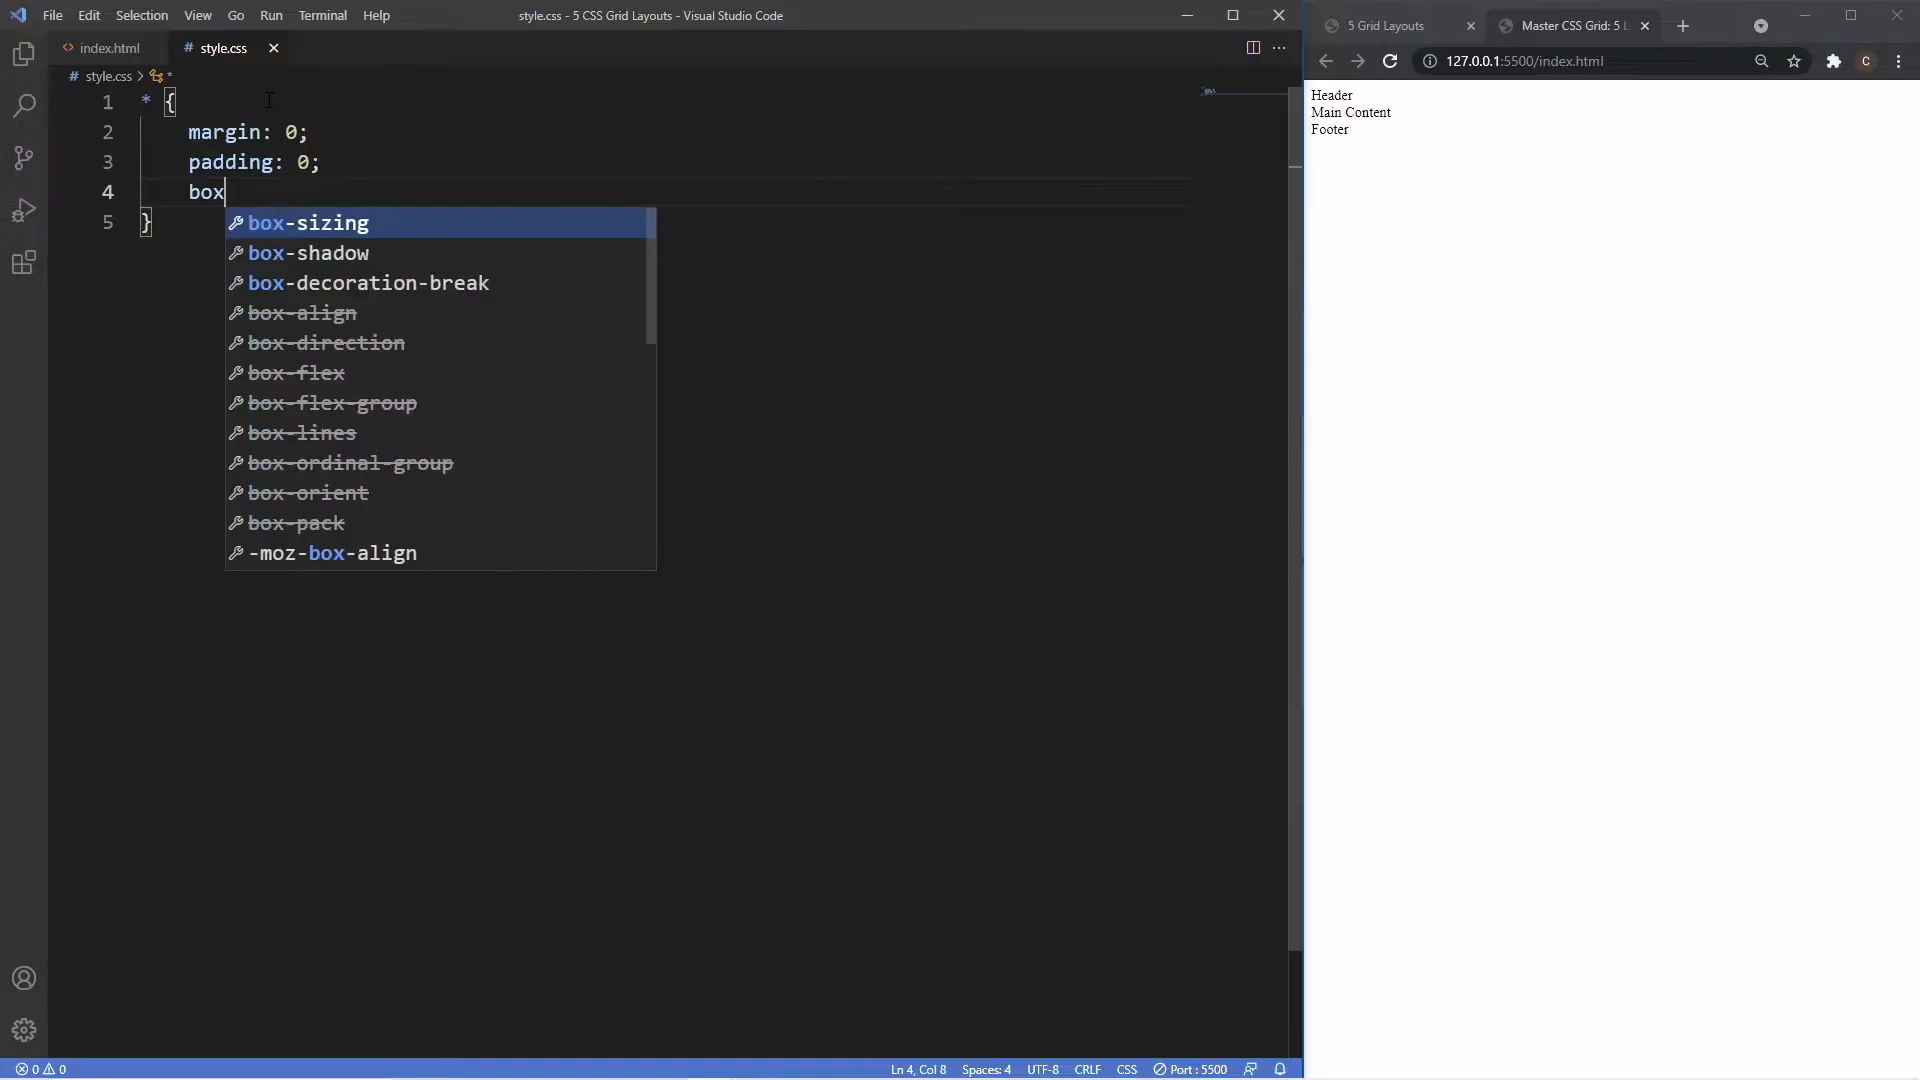 File Edit Selection View Go Run Terminal Help
style.css - 5 CSS Grid Layouts - Visual Studio Code
index.html
# style.css
# style.css > *
1 * {
2 margin: 0;
3 padding: 0;
4 box
5 }
box-sizing
box-shadow
box-decoration-break
box-align
box-direction
box-flex
box-flex-group
box-lines
box-ordinal-group
box-orient
box-pack
-moz-box-align
0 0
Ln 4, Col 8 Spaces: 4 UTF-8 CRLF CSS Port : 5500
5 Grid Layouts
Master CSS Grid: 5 L
127.0.0.1:5500/index.html
C
Header
Main Content
Footer